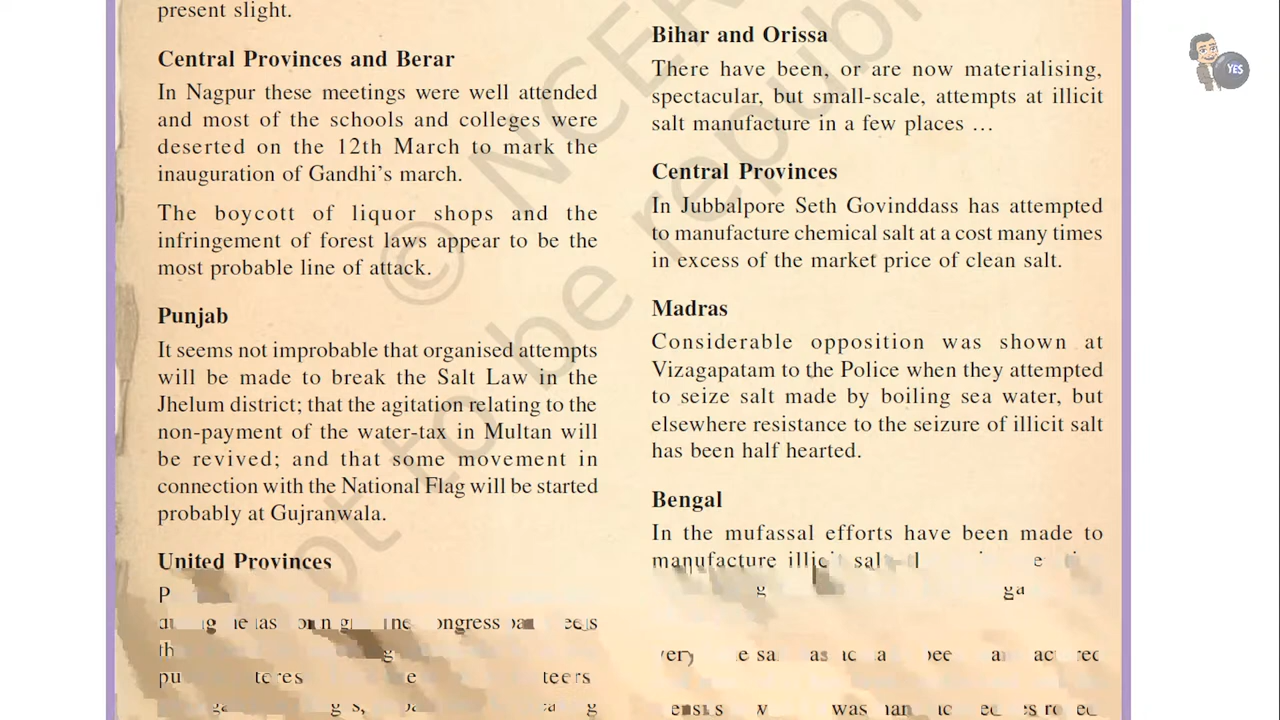 present slight.
Central Provinces and Berar
In Nagpur these meetings were well attended
and most of the schools and colleges were
deserted on the 12th March to mark the
inauguration of Gandhi's march.
The boycott of liquor shops and the
infringement of forest laws appear to be the
most probable line of attack.
Punjab
It seems not improbable that organised attempts
will be made to break the Salt Law in the
Jhelum district; that the agitation relating to the
non-payment of the water-tax in Multan will
be revived; and that some movement in
connection with the National Flag will be started
probably at Gujranwala.
United Provinces
Bihar and Orissa
There have been, or are now materialising,
spectacular, but small-scale, attempts at illicit
salt manufacture in a few places …
Central Provinces
In Jubbalpore Seth Govinddass has attempted
to manufacture chemical salt at a cost many times
in excess of the market price of clean salt.
Madras
Considerable opposition was shown at
Vizagapatam to the Police when they attempted
to seize salt made by boiling sea water, but
elsewhere resistance to the seizure of illicit salt
has been half hearted.
Bengal
In the mufassal efforts have been made to
manufacture illicit salt
was
© NCER
not to be republ
YES